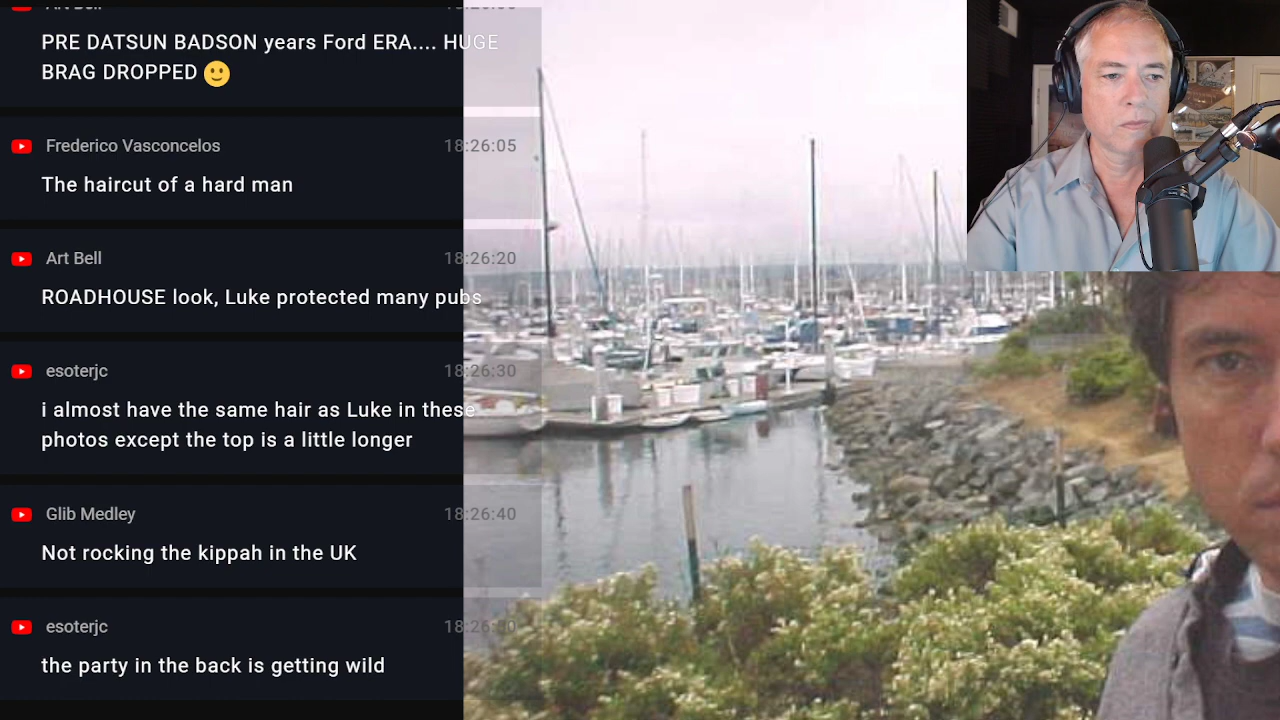 PRE DATSUN BADSON years Ford ERA.... HUGE
BRAG DROPPED 🙂
Frederico Vasconcelos 18:26:05
The haircut of a hard man
Art Bell 18:26:20
ROADHOUSE look, Luke protected many pubs
esoterjc 18:26:30
i almost have the same hair as Luke in these
photos except the top is a little longer
Glib Medley 18:26:40
Not rocking the kippah in the UK
esoterjc
the party in the back is getting wild